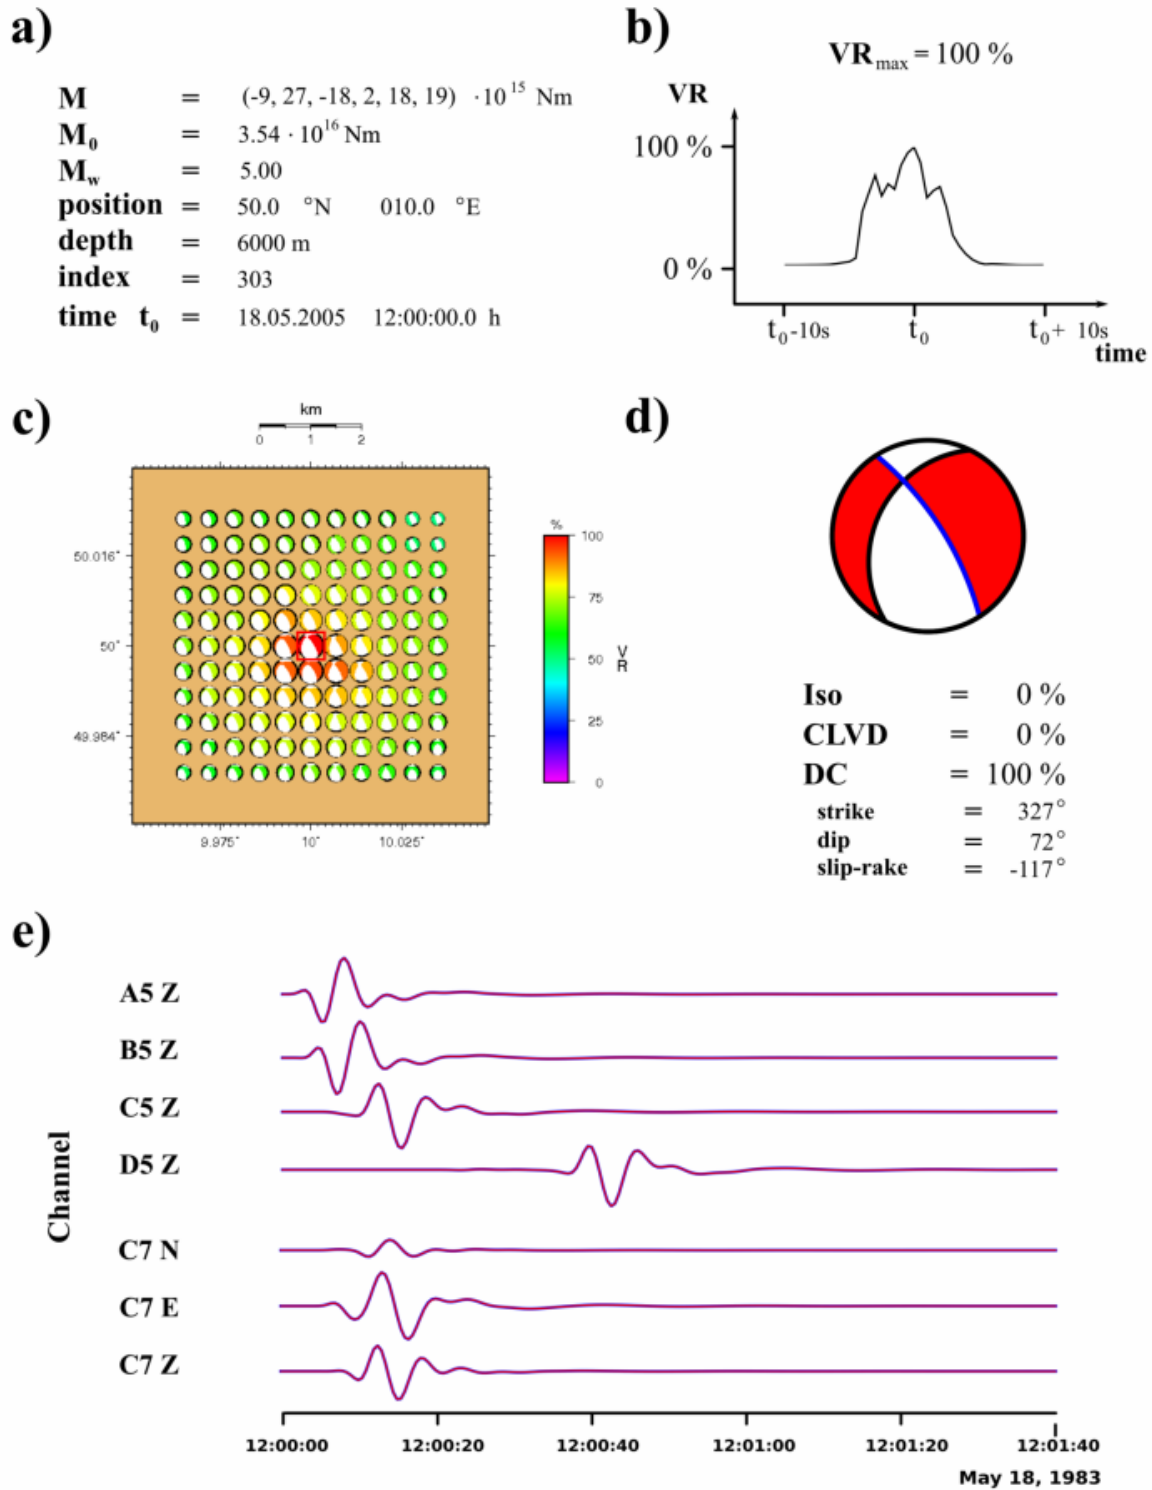 a)
M = (-9, 27, -18, 2, 18, 19) ·10^15 Nm
M₀ = 3.54 · 10^16 Nm
M_w = 5.00
position = 50.0 °N 010.0 °E
depth = 6000 m
index = 303
time t₀ = 18.05.2005 12:00:00.0 h
b)
VR_max = 100 %
VR
100 %
0 %
t₀-10s t₀ t₀+ 10s
time
c)
km
0 1 2
50.016°
50°
49.984°
9.975° 10° 10.025°
%
100
75
50
25
0
VR
d)
Iso = 0 %
CLVD = 0 %
DC = 100 %
strike = 327°
dip = 72°
slip-rake = -117°
e)
Channel
A5 Z
B5 Z
C5 Z
D5 Z
C7 N
C7 E
C7 Z
12:00:00 12:00:20 12:00:40 12:01:00 12:01:20 12:01:40
May 18, 1983